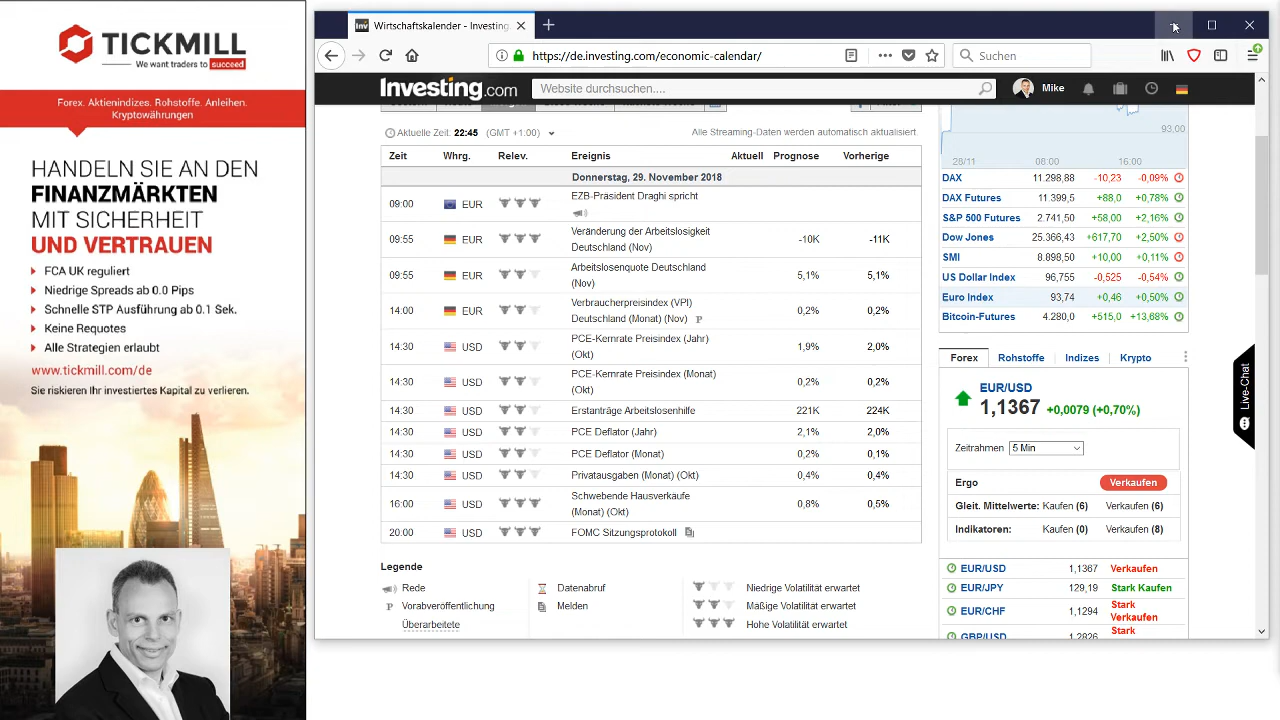 TICKMILL
We want traders to succeed
Forex. Aktienindizes. Rohstoffe. Anleihen.
Kryptowährungen
HANDELN SIE AN DEN
FINANZMÄRKTEN
MIT SICHERHEIT
UND VERTRAUEN
FCA UK reguliert
Niedrige Spreads ab 0.0 Pips
Schnelle STP Ausführung ab 0.1 Sek.
Keine Requotes
Alle Strategien erlaubt
www.tickmill.com/de
Sie riskieren Ihr investiertes Kapital zu verlieren.
Inv Wirtschaftskalender - Investing.
https://de.investing.com/economic-calendar/
Suchen
Investing.com
Website durchsuchen...
Mike
Aktuelle Zeit: 22:45 (GMT +1:00)
Alle Streaming-Daten werden automatisch aktualisiert.
Zeit Whrg. Relev. Ereignis Aktuell Prognose Vorherige
Donnerstag, 29. November 2018
09:00 EUR EZB-Präsident Draghi spricht
09:55 EUR Veränderung der Arbeitslosigkeit
Deutschland (Nov) -10K -11K
09:55 EUR Arbeitslosenquote Deutschland
(Nov) 5,1% 5,1%
14:00 EUR Verbraucherpreisindex (VPI)
Deutschland (Monat) (Nov) P 0,2% 0,2%
14:30 USD PCE-Kernrate Preisindex (Jahr)
(Okt) 1,9% 2,0%
14:30 USD PCE-Kernrate Preisindex (Monat)
(Okt) 0,2% 0,2%
14:30 USD Erstanträge Arbeitslosenhilfe 221K 224K
14:30 USD PCE Deflator (Jahr) 2,1% 2,0%
14:30 USD PCE Deflator (Monat) 0,2% 0,1%
14:30 USD Privatausgaben (Monat) (Okt) 0,4% 0,4%
16:00 USD Schwebende Hausverkäufe
(Monat) (Okt) 0,8% 0,5%
20:00 USD FOMC Sitzungsprotokoll
Legende
Rede Datenabruf Niedrige Volatilität erwartet
P Vorabveröffentlichung Melden Mäßige Volatilität erwartet
Überarbeitete Hohe Volatilität erwartet
93,00
28/11 08:00 16:00
DAX 11.298,88 -10,23 -0,09%
DAX Futures 11.399,5 +88,0 +0,78%
S&P 500 Futures 2.741,50 +58,00 +2,16%
Dow Jones 25.366,43 +617,70 +2,50%
SMI 8.898,50 +10,00 +0,11%
US Dollar Index 96,755 -0,525 -0,54%
Euro Index 93,74 +0,46 +0,50%
Bitcoin-Futures 4.280,0 +515,0 +13,68%
Forex Rohstoffe Indizes Krypto
EUR/USD
1,1367 +0,0079 (+0,70%)
Zeitrahmen 5 Min
Ergo Verkaufen
Gleit. Mittelwerte: Kaufen (6) Verkaufen (6)
Indikatoren: Kaufen (0) Verkaufen (8)
EUR/USD 1,1367 Verkaufen
EUR/JPY 129,19 Stark Kaufen
EUR/CHF 1,1294 Stark
Verkaufen
GBP/USD 1,2826 Stark
Live-Chat